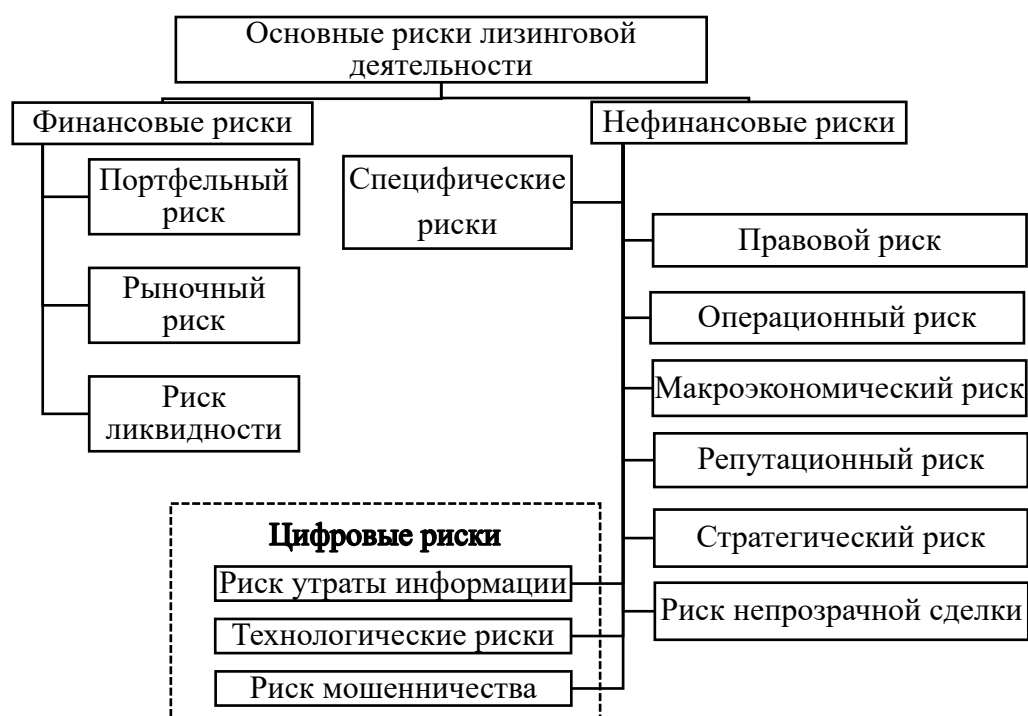 Основные риски лизинговой
деятельности
Финансовые риски
Нефинансовые риски
Портфельный
риск
Рыночный
риск
Риск
ликвидности
Специфические
риски
Правовой риск
Операционный риск
Макроэкономический риск
Репутационный риск
Стратегический риск
Риск непрозрачной сделки
Цифровые риски
Риск утраты информации
Технологические риски
Риск мошенничества